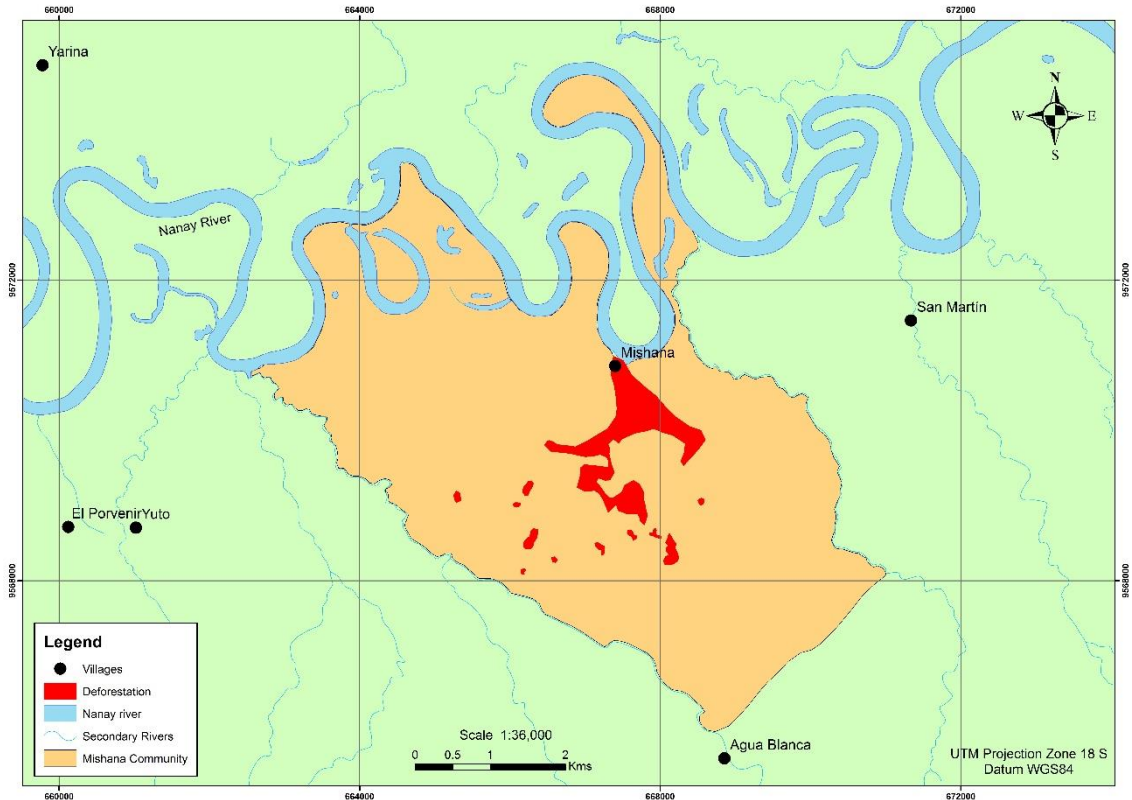 660000 664000 668000 672000
Yarina
N
W E
S
Nanay River
9572000 9572000
San Martín
Mishana
El Porvenir Yuto
9568000 9568000
Legend
Villages
Deforestation
Nanay river
Secondary Rivers
Mishana Community
Scale 1:36,000
0 0.5 1 2
Kms
Agua Blanca
UTM Projection Zone 18 S
Datum WGS84
660000 664000 668000 672000